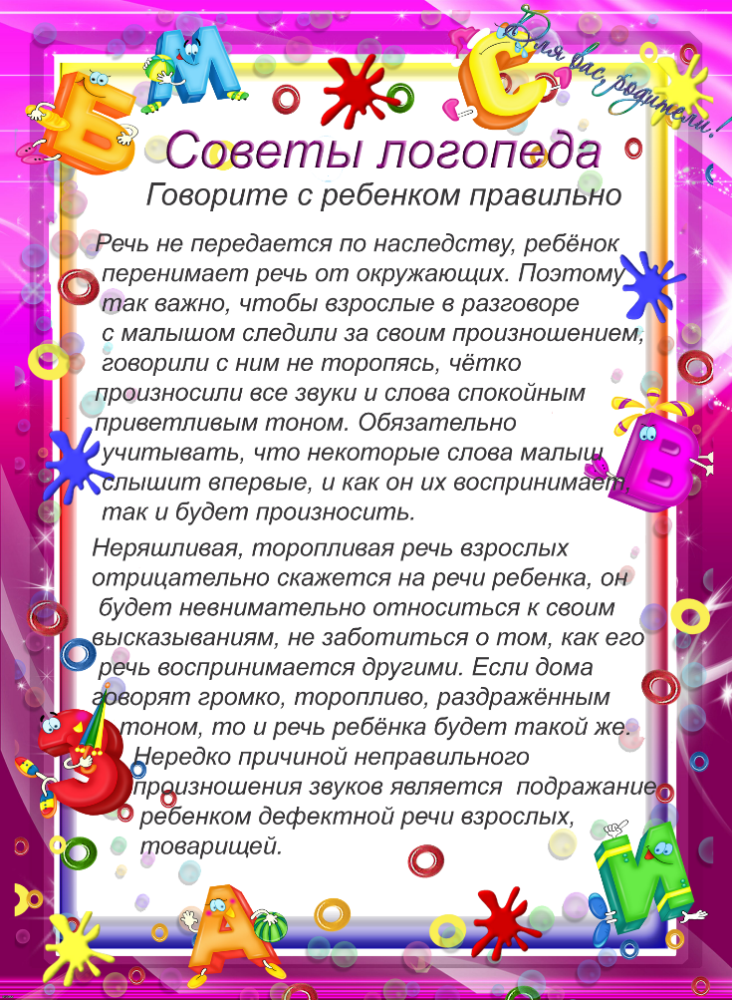 Для вас, родители!
Советы логопеда
Говорите с ребенком правильно
Речь не передается по наследству, ребёнок
перенимает речь от окружающих. Поэтому
так важно, чтобы взрослые в разговоре
с малышом следили за своим произношением,
говорили с ним не торопясь, чётко
произносили все звуки и слова спокойным
приветливым тоном. Обязательно
учитывать, что некоторые слова малыш
слышит впервые, и как он их воспринимает,
так и будет произносить.
Неряшливая, торопливая речь взрослых
отрицательно скажется на речи ребенка, он
будет невнимательно относиться к своим
высказываниям, не заботиться о том, как его
речь воспринимается другими. Если дома
говорят громко, торопливо, раздражённым
тоном, то и речь ребёнка будет такой же.
Нередко причиной неправильного
произношения звуков является подражание
ребенком дефектной речи взрослых,
товарищей.
Б
М
С
В
З
А
И